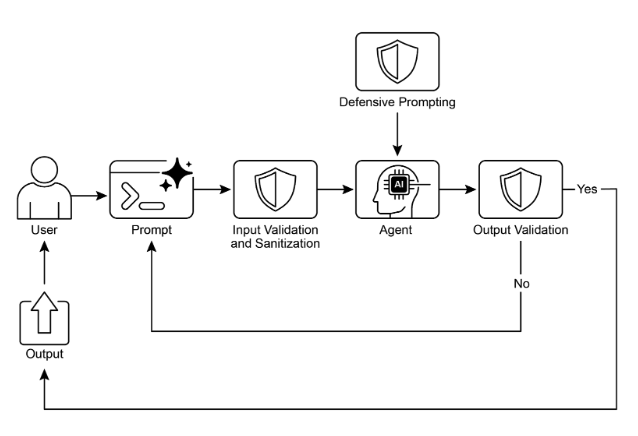 Defensive Prompting
AI
User
Prompt
Input Validation
and Sanitization
Agent
Output Validation
Yes
No
Output